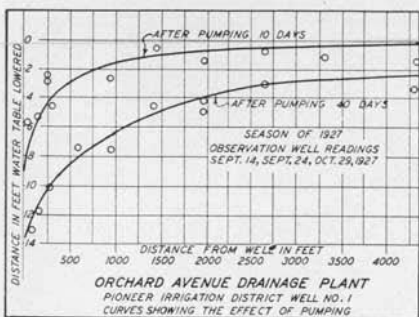 AFTER PUMPING 10 DAYS
DISTANCE IN FEET WATER TABLE LOWERED
0
2
4
6
8
10
12
14
AFTER PUMPING 40 DAYS
SEASON OF 1927
OBSERVATION WELL READINGS
SEPT. 14, SEPT. 24, OCT. 29, 1927
DISTANCE FROM WELL IN FEET
500 1000 1500 2000 2500 3000 3500 4000
ORCHARD AVENUE DRAINAGE PLANT
PIONEER IRRIGATION DISTRICT WELL NO. 1
CURVES SHOWING THE EFFECT OF PUMPING